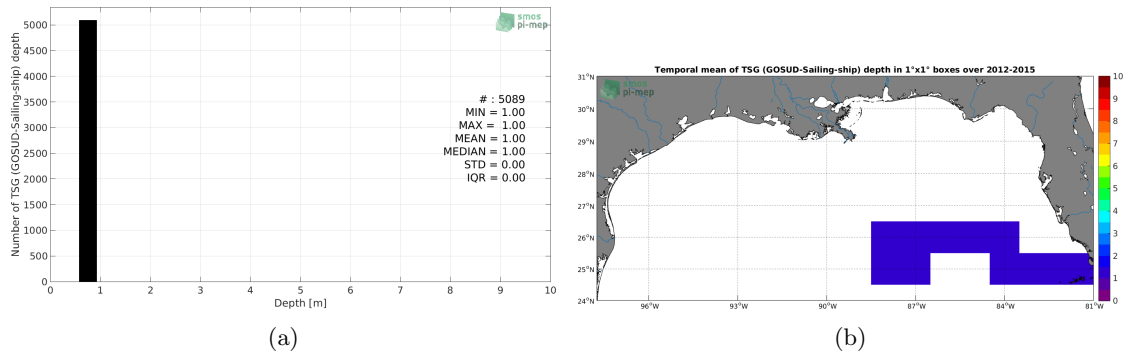 smos
pi-mep
5000
4500
4000
3500
3000
2500
2000
1500
1000
500
0
Number of TSG (GOSUD-Sailing-ship) depth
# : 5089
MIN = 1.00
MAX = 1.00
MEAN = 1.00
MEDIAN = 1.00
STD = 0.00
IQR = 0.00
0 1 2 3 4 5 6 7 8 9 10
Depth [m]
(a)
Temporal mean of TSG (GOSUD-Sailing-ship) depth in 1°x1° boxes over 2012-2015
smos
pi-mep
31°N
30°N
29°N
28°N
27°N
26°N
25°N
24°N
96°W 93°W 90°W 87°W 84°W 81°W
10
9
8
7
6
5
4
3
2
1
0
(b)